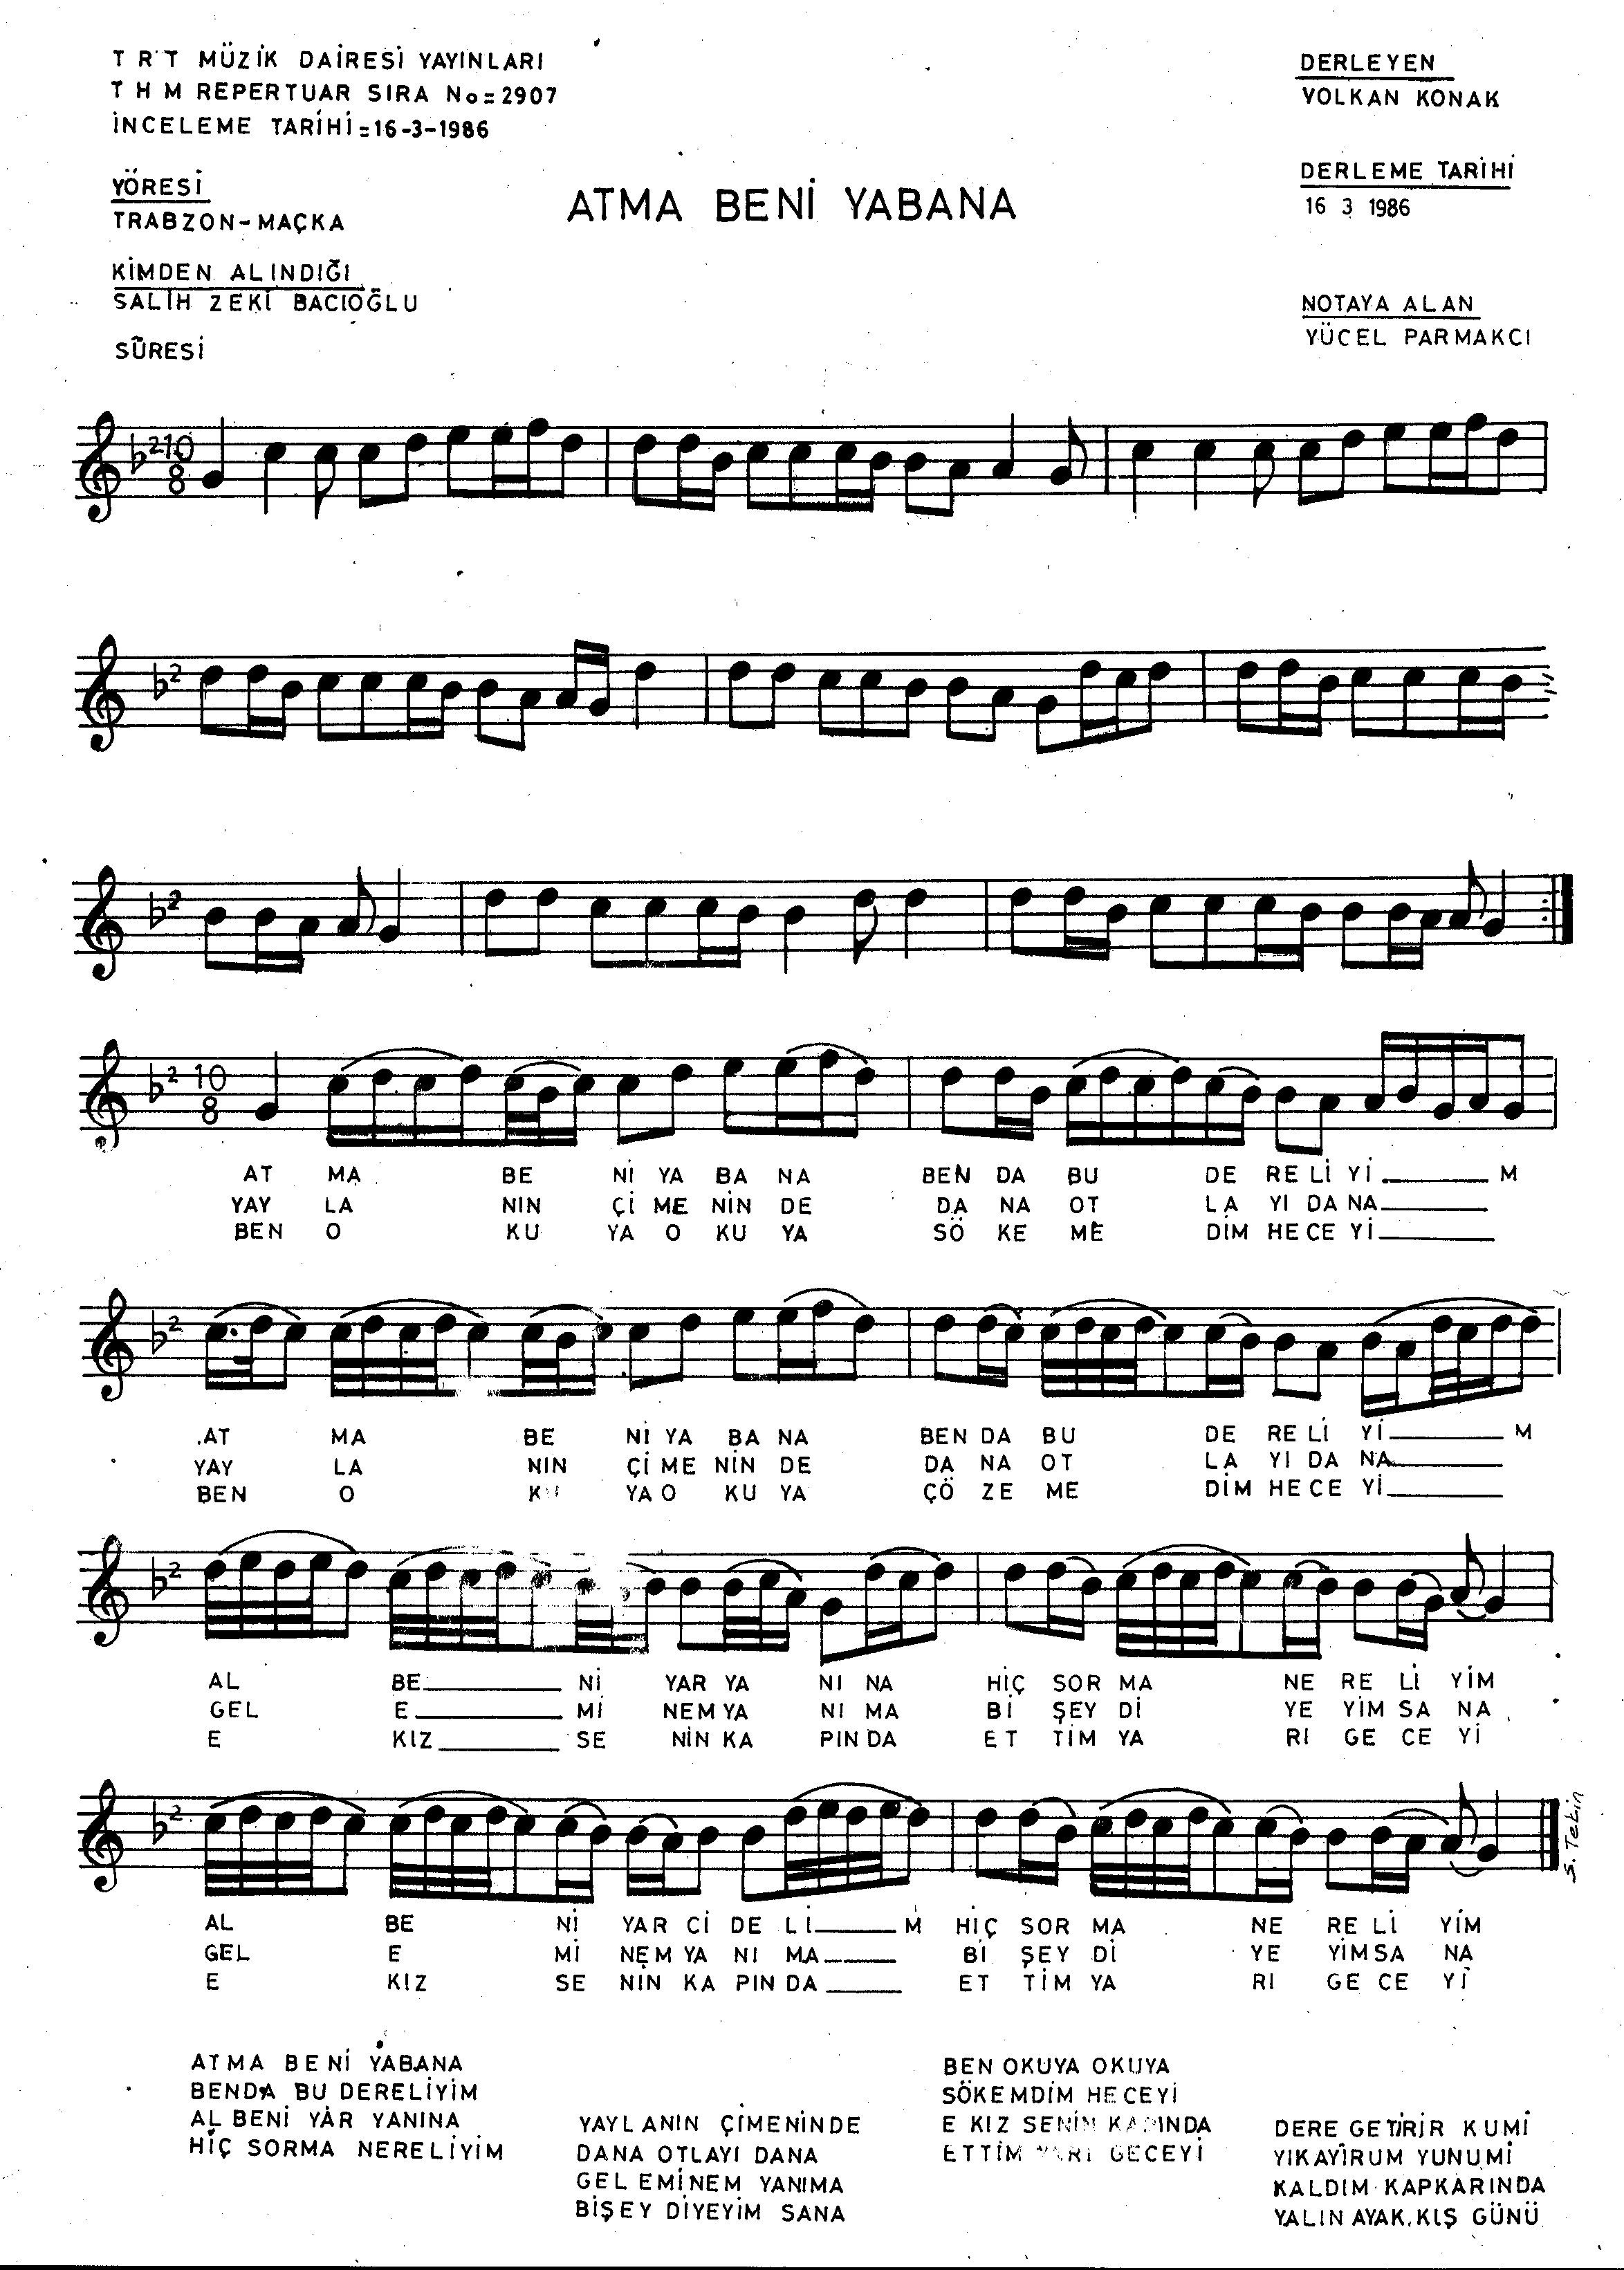 T R T MÜZİK DAİRESİ YAYINLARI
T H M REPERTUAR SIRA No=2907
İNCELEME TARİHİ=16-3-1986
DERLEYEN
VOLKAN KONAK
YÖRESİ
TRABZON-MAÇKA
ATMA BENİ YABANA
DERLEME TARİHİ
16 3 1986
KİMDEN ALINDIĞI
SALİH ZEKİ BACIOĞLU
NOTAYA ALAN
YÜCEL PARMAKCI
SÜRESİ
2 10
8
2
2
2 10
8
AT MA BE Nİ YA BA NA BEN DA BU DE RE Lİ Yİ M
YAY LA NIN Çİ ME NİN DE DA NA OT LA YI DA NA
BEN O KU YA O KU YA SÖ KE ME DİM HE CE Yİ
2
AT MA BE Nİ YA BA NA BEN DA BU DE RE Lİ Yİ M
YAY LA NIN Çİ ME NİN DE DA NA OT LA YI DA NA
BEN O KU YA O KU YA ÇÖ ZE ME DİM HE CE Yİ
2
AL BE Nİ YAR YA NI NA HİÇ SOR MA NE RE Lİ YİM
GEL E Mİ NEM YA NI MA Bİ ŞEY Dİ YE YİM SA NA
E KIZ SE NİN KA PIN DA ET TİM YA RI GE CE Yİ
2
AL BE Nİ YAR Cİ DE Lİ M HİÇ SOR MA NE RE Lİ YİM
GEL E Mİ NEM YA NI MA Bİ ŞEY Dİ YE YİM SA NA
E KIZ SE NİN KA PIN DA ET TİM YA RI GE CE Yİ
S. Tekin
ATMA BENİ YABANA
BENDA BU DERELİYİM
AL BENİ YÂR YANINA
HİÇ SORMA NERELİYİM
YAYLANIN ÇİMENİNDE
DANA OTLAYI DANA
GEL EMİNEM YANIMA
BİŞEY DİYEYİM SANA
BEN OKUYA OKUYA
SÖKEMDİM HECEYİ
E KIZ SENİN KAPINDA
ETTİM YARI GECEYİ
DERE GETİRİR KUMİ
YIKAYİRUM YUNUMİ
KALDIM KAPKARINDA
YALIN AYAK, KIŞ GÜNÜ